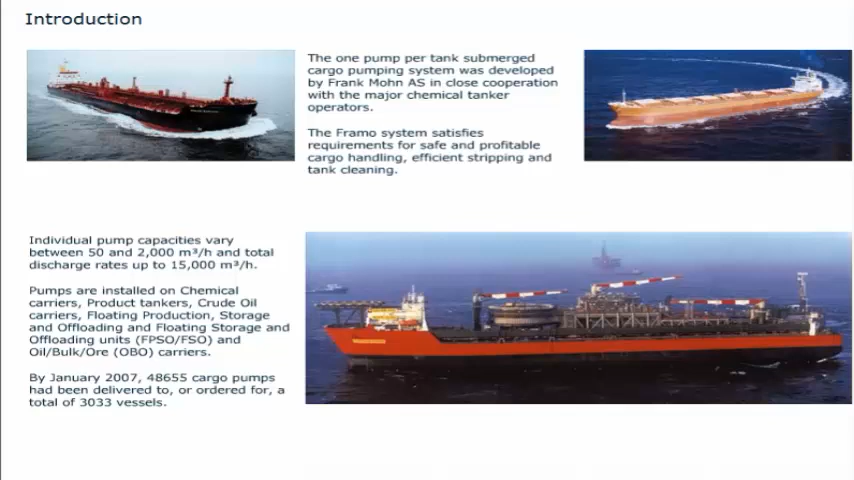 Introduction
The one pump per tank submerged
cargo pumping system was developed
by Frank Mohn AS in close cooperation
with the major chemical tanker
operators.
The Framo system satisfies
requirements for safe and profitable
cargo handling, efficient stripping and
tank cleaning.
Individual pump capacities vary
between 50 and 2,000 m³/h and total
discharge rates up to 15,000 m³/h.
Pumps are installed on Chemical
carriers, Product tankers, Crude Oil
carriers, Floating Production, Storage
and Offloading and Floating Storage and
Offloading units (FPSO/FSO) and
Oil/Bulk/Ore (OBO) carriers.
By January 2007, 48655 cargo pumps
had been delivered to, or ordered for, a
total of 3033 vessels.